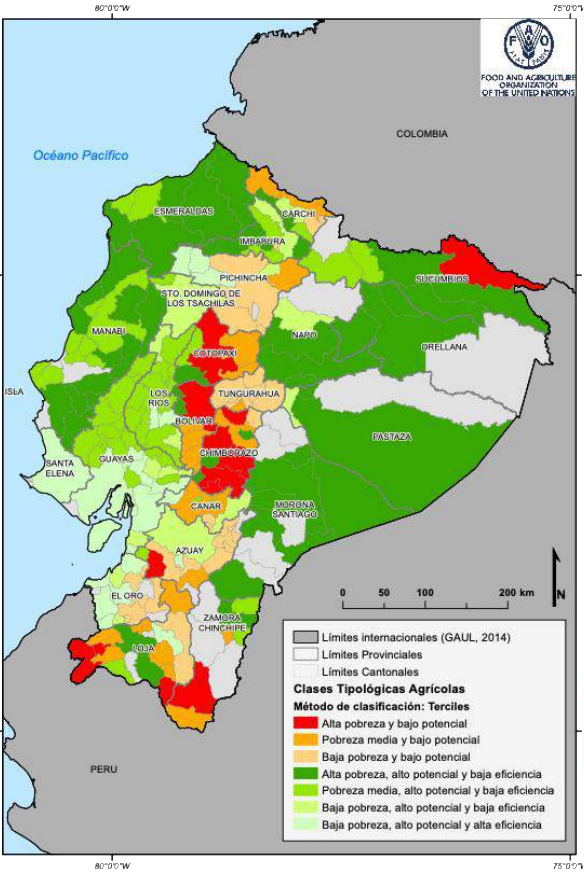 80°0'0"
75°0'0"
FAO
FIAT PANIS
FOOD AND AGRICULTURE
ORGANIZATION
OF THE UNITED NATIONS
COLOMBIA
Océano Pacífico
ESMERALDAS
CARCHI
IMBABURA
SUCUMBIOS
PICHINCHA
STO. DOMINGO DE
LOS TSACHILAS
NAPO
MANABI
ORELLANA
COTOPAXI
ISLA
LOS
RIOS
TUNGURAHUA
BOLIVAR
PASTAZA
SANTA
ELENA
GUAYAS
CHIMBORAZO
CAÑAR
MORONA
SANTIAGO
AZUAY
EL ORO
ZAMORA
CHINCHIPE
LOJA
PERU
0 50 100 200 km
N
Límites internacionales (GAUL, 2014)
Límites Provinciales
Límites Cantonales
Clases Tipológicas Agrícolas
Método de clasificación: Terciles
Alta pobreza y bajo potencial
Pobreza media y bajo potencial
Baja pobreza y bajo potencial
Alta pobreza, alto potencial y baja eficiencia
Pobreza media, alto potencial y baja eficiencia
Baja pobreza, alto potencial y baja eficiencia
Baja pobreza, alto potencial y alta eficiencia
80°0'0"
75°0'0"